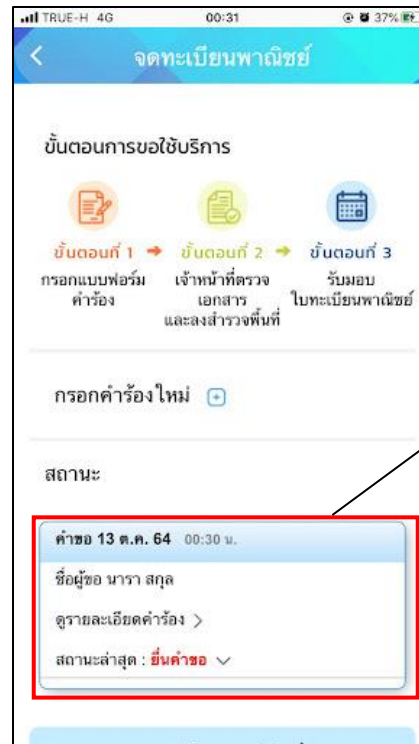 TRUE-H 4G 00:31 37%
จดทะเบียนพาณิชย์
ขั้นตอนการขอใช้บริการ
ขั้นตอนที่ 1 ➔ ขั้นตอนที่ 2 ➔ ขั้นตอนที่ 3
กรอกแบบฟอร์ม
คำร้อง
เจ้าหน้าที่ตรวจ
เอกสาร
และลงสำรวจพื้นที่
รับมอบ
ใบทะเบียนพาณิชย์
กรอกคำร้องใหม่
สถานะ
คำขอ 13 ต.ค. 64 00:30 น.
ชื่อผู้ขอ นารา สกุล
ดูรายละเอียดคำร้อง >
สถานะล่าสุด : ยื่นคำขอ